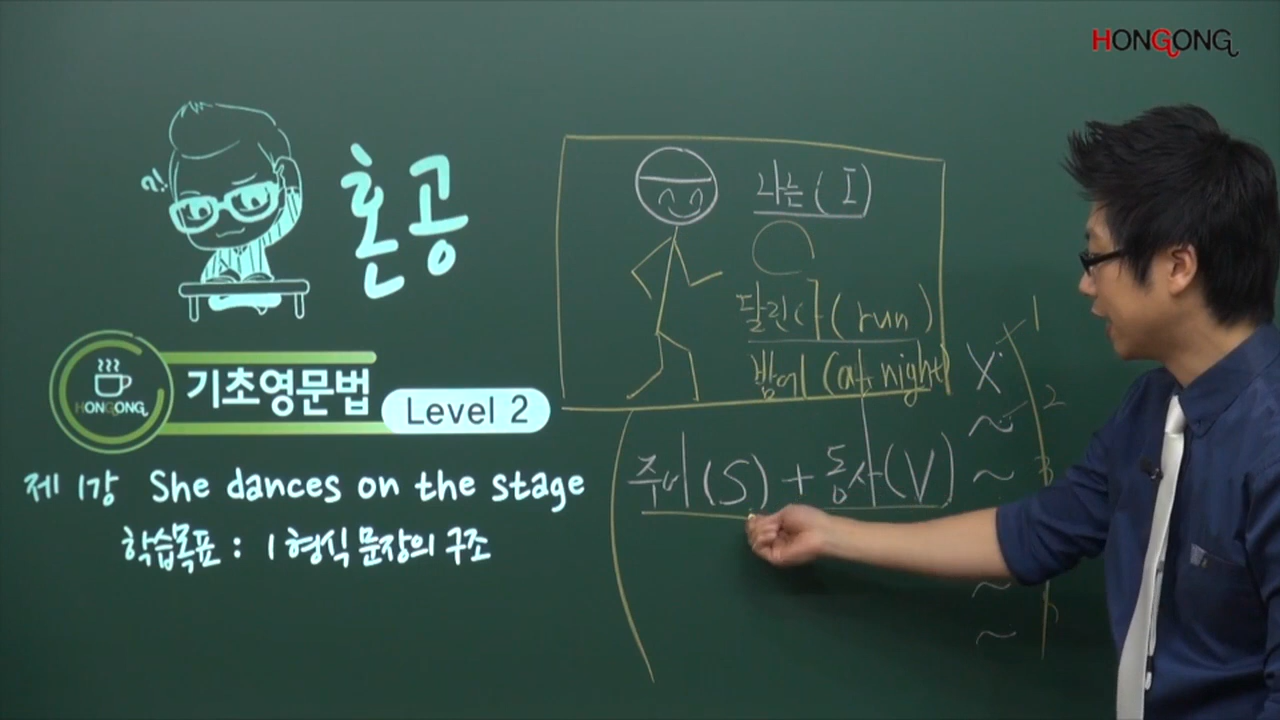 HONGONG
?!
혼공
HONGONG
기초영문법
Level 2
제 1강 She dances on the stage
학습목표 : 1형식 문장의 구조
나는 (I)
달린다 (run)
밤에 (at night)
주어(S) + 동사(V)
X
1
~
2
~
3
~
~